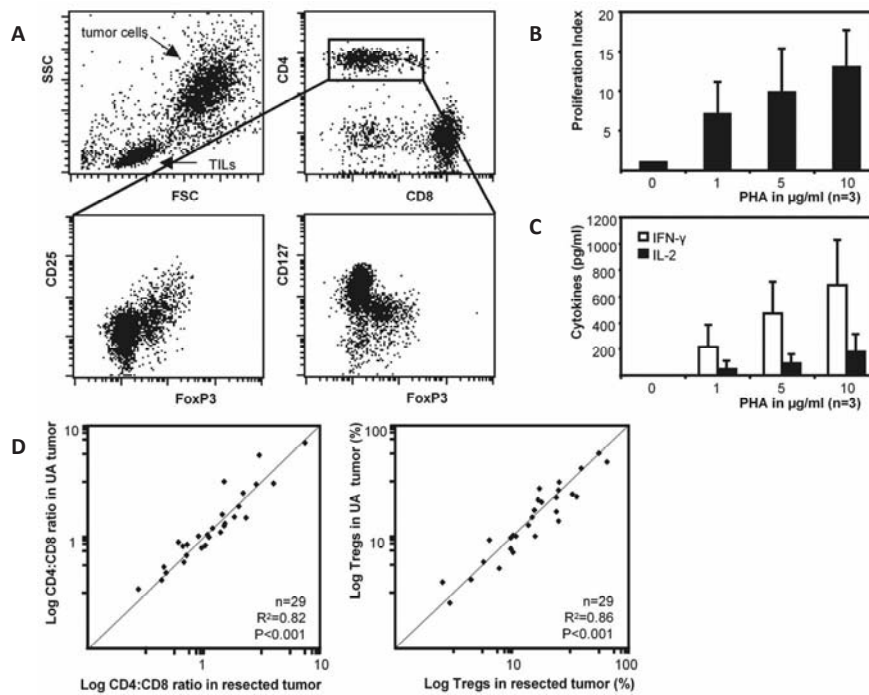 A
tumor cells
SSC
TILs
FSC
CD4
CD8
CD25
FoxP3
CD127
FoxP3
B
Proliferation Index
20
15
10
5
0
1
5
10
PHA in µg/ml (n=3)
C
Cytokines (pg/ml)
1200
1000
800
600
400
200
IFN-γ
IL-2
0
1
5
10
PHA in µg/ml (n=3)
D
Log CD4:CD8 ratio in UA tumor
10
1
n=29
R²=0.82
P<0.001
1
10
Log CD4:CD8 ratio in resected tumor
Log Tregs in UA tumor (%)
100
10
n=29
R²=0.86
P<0.001
10
100
Log Tregs in resected tumor (%)